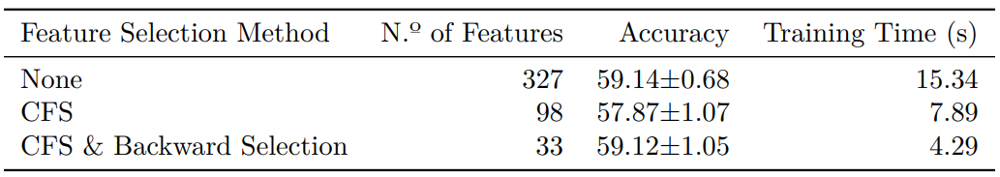 Feature Selection Method N.º of Features Accuracy Training Time (s)
None 327 59.14±0.68 15.34
CFS 98 57.87±1.07 7.89
CFS & Backward Selection 33 59.12±1.05 4.29